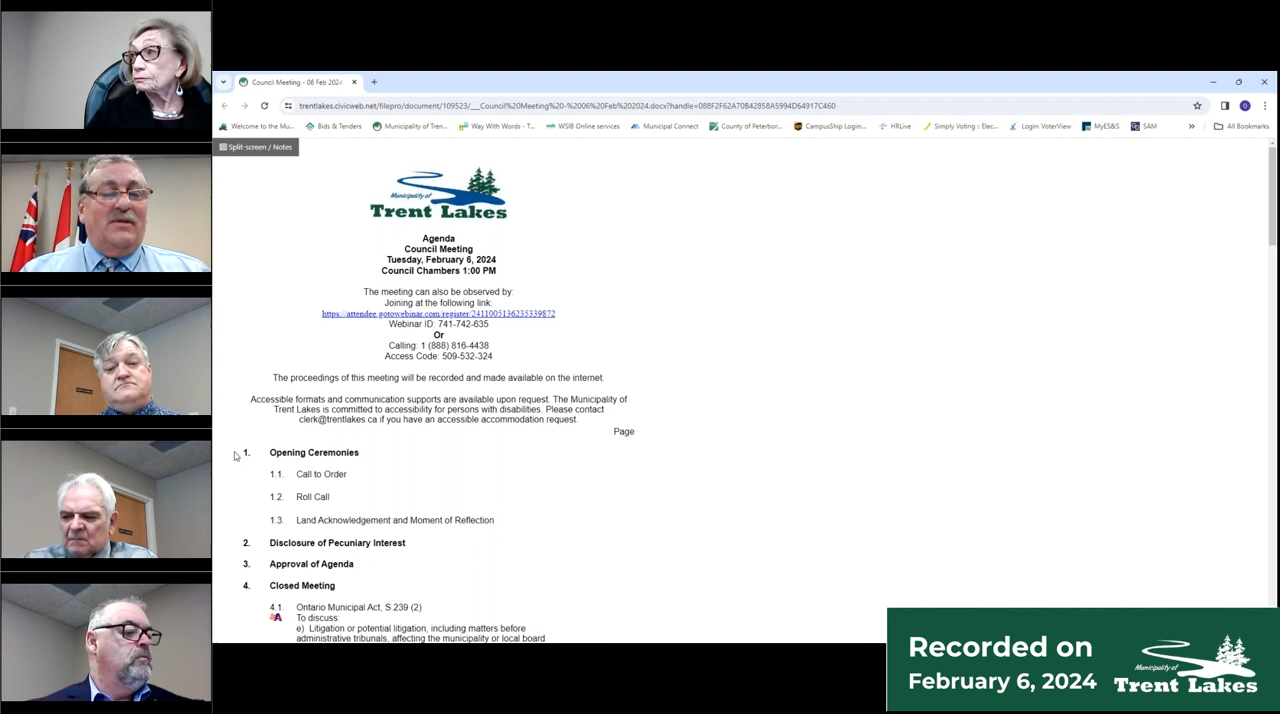 Council Meeting - 06 Feb 2024
trentlakes.civicweb.net/filepro/document/109523/___Council%20Meeting%20-%2006%20Feb%202024.docx?handle=088F2F62A70B42858A5994D64917C460
Welcome to the Mu...
Bids & Tenders
Municipality of Tren...
Way With Words - T...
WSIB Online services
Municipal Connect
County of Peterbor...
CampusShip Login:...
HRLive
Simply Voting :: Elec...
Login: VoterView
MyES&S
SAM
»
All Bookmarks
Split-screen / Notes
Municipality of
Trent Lakes
Agenda
Council Meeting
Tuesday, February 6, 2024
Council Chambers 1:00 PM
The meeting can also be observed by:
Joining at the following link:
https://attendee.gotowebinar.com/register/2411005136235339872
Webinar ID: 741-742-635
Or
Calling: 1 (888) 816-4438
Access Code: 509-532-324
The proceedings of this meeting will be recorded and made available on the internet.
Accessible formats and communication supports are available upon request. The Municipality of
Trent Lakes is committed to accessibility for persons with disabilities. Please contact
clerk@trentlakes.ca if you have an accessible accommodation request.
Page
1. Opening Ceremonies
1.1. Call to Order
1.2. Roll Call
1.3. Land Acknowledgement and Moment of Reflection
2. Disclosure of Pecuniary Interest
3. Approval of Agenda
4. Closed Meeting
4.1. Ontario Municipal Act, S.239 (2)
To discuss:
e) Litigation or potential litigation, including matters before
administrative tribunals, affecting the municipality or local board
Recorded on
February 6, 2024
Municipality of
Trent Lakes